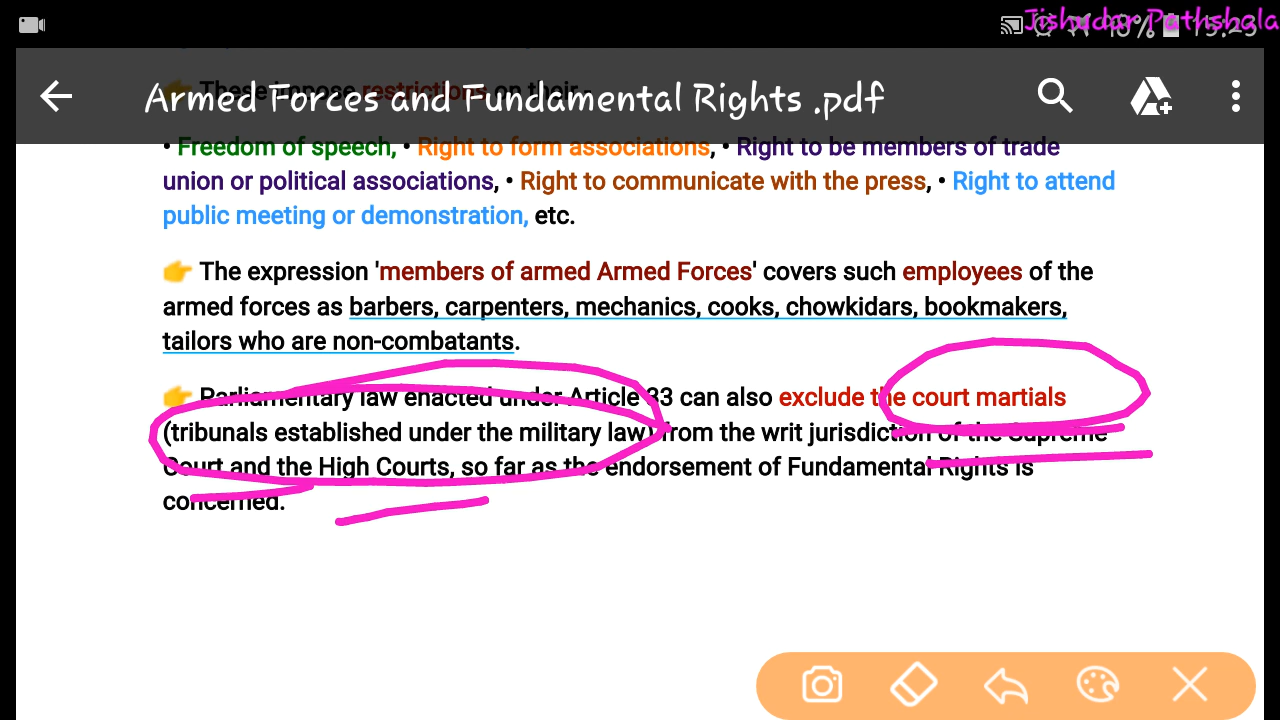 Jishudar Pathshala
98% 15:23
Armed Forces and Fundamental Rights .pdf
👉 These impose restrictions on their -
• Freedom of speech, • Right to form associations, • Right to be members of trade
union or political associations, • Right to communicate with the press, • Right to attend
public meeting or demonstration, etc.
👉 The expression 'members of armed Armed Forces' covers such employees of the
armed forces as barbers, carpenters, mechanics, cooks, chowkidars, bookmakers,
tailors who are non-combatants.
👉 Parliamentary law enacted under Article 33 can also exclude the court martials
(tribunals established under the military law) from the writ jurisdiction of the Supreme
Court and the High Courts, so far as the endorsement of Fundamental Rights is
concerned.